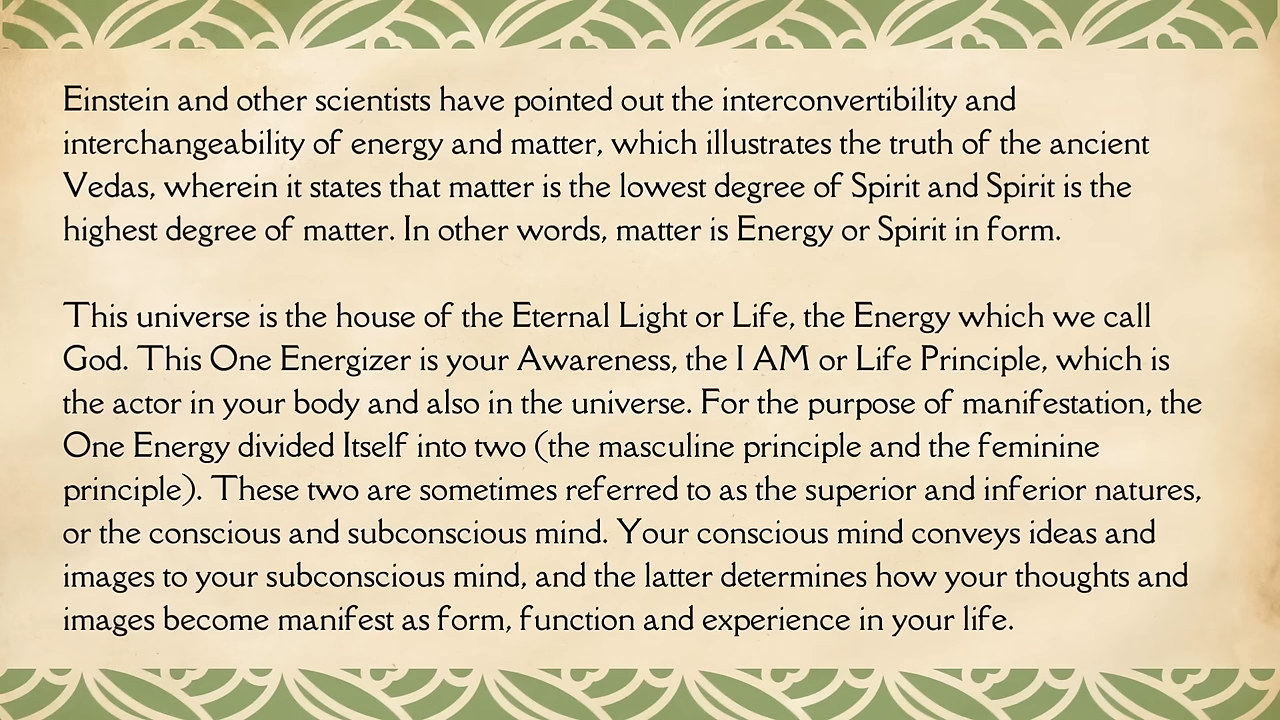 Einstein and other scientists have pointed out the interconvertibility and
interchangeability of energy and matter, which illustrates the truth of the ancient
Vedas, wherein it states that matter is the lowest degree of Spirit and Spirit is the
highest degree of matter. In other words, matter is Energy or Spirit in form.
This universe is the house of the Eternal Light or Life, the Energy which we call
God. This One Energizer is your Awareness, the I AM or Life Principle, which is
the actor in your body and also in the universe. For the purpose of manifestation, the
One Energy divided Itself into two (the masculine principle and the feminine
principle). These two are sometimes referred to as the superior and inferior natures,
or the conscious and subconscious mind. Your conscious mind conveys ideas and
images to your subconscious mind, and the latter determines how your thoughts and
images become manifest as form, function and experience in your life.